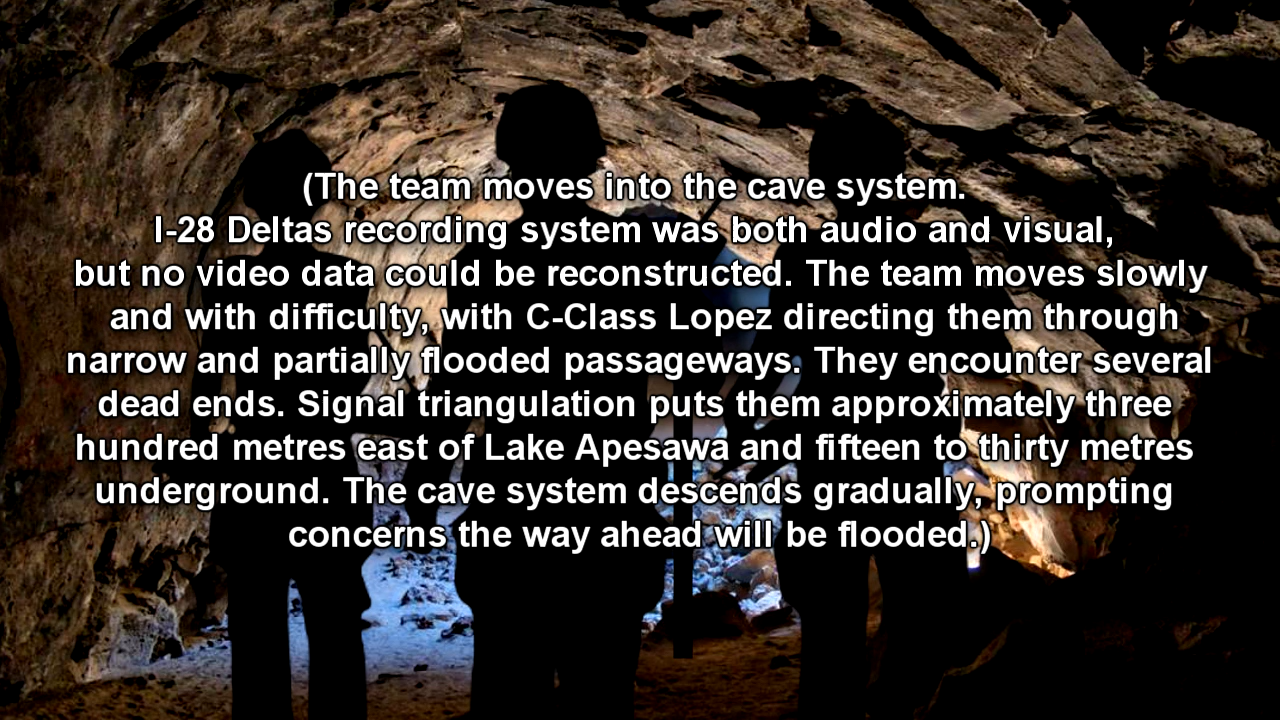 (The team moves into the cave system.
I-28 Deltas recording system was both audio and visual,
but no video data could be reconstructed. The team moves slowly
and with difficulty, with C-Class Lopez directing them through
narrow and partially flooded passageways. They encounter several
dead ends. Signal triangulation puts them approximately three
hundred metres east of Lake Apesawa and fifteen to thirty metres
underground. The cave system descends gradually, prompting
concerns the way ahead will be flooded.)